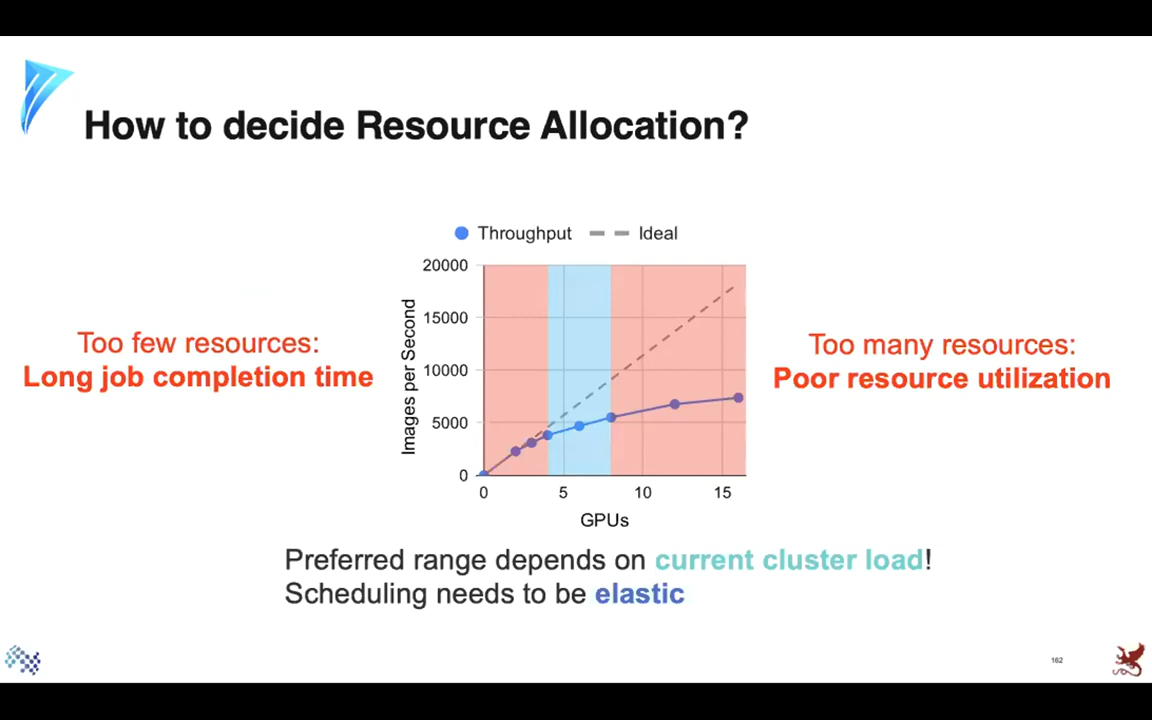 How to decide Resource Allocation?
Throughput
Ideal
Too few resources:
Long job completion time
Images per Second
20000
15000
10000
5000
0
0
5
10
15
GPUs
Too many resources:
Poor resource utilization
Preferred range depends on current cluster load!
Scheduling needs to be elastic
162